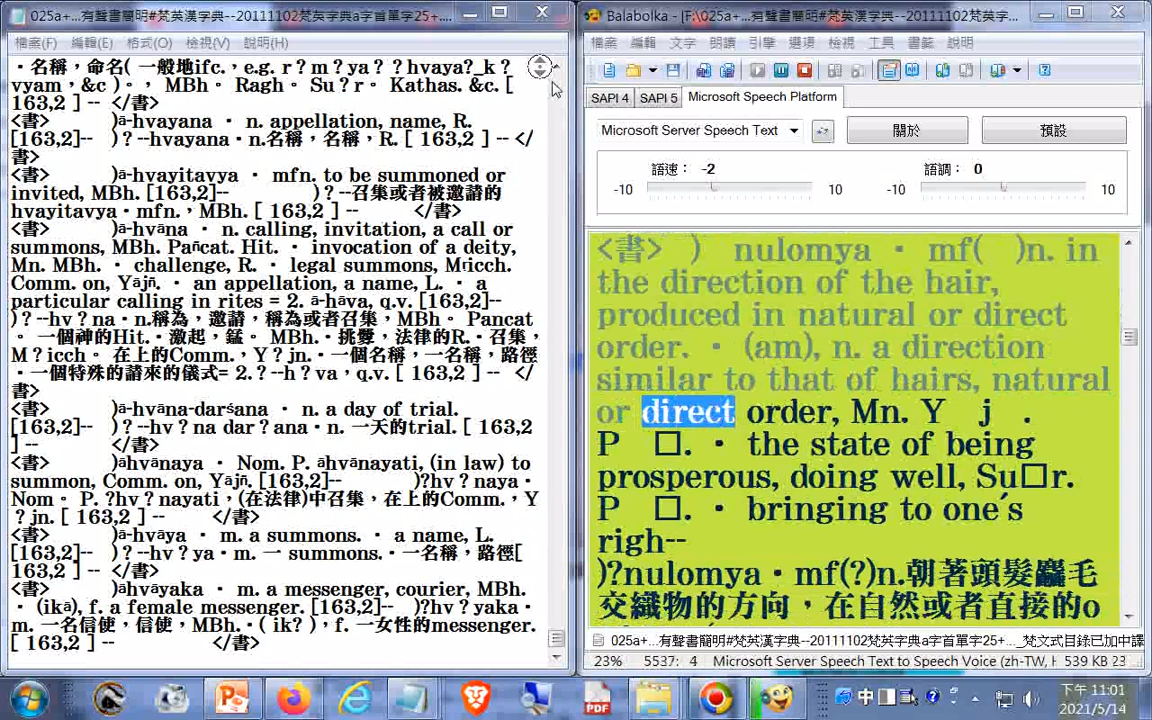 025a+...有聲書簡明#梵英漢字典--20111102梵英字典a字首單字25+...
檔案(F) 編輯(E) 格式(O) 檢視(V) 說明(H)
‧名稱，命名( 一般地ifc.，e.g. r？m？ya？？hvaya?_k？
vyam，&c )。， MBh。Ragh。Su？r。Kathas. &c. [
163,2 ] -- </書>
<書> )ā-hvayana ‧ n. appellation, name, R.
[163,2]-- )？--hvayana‧n.名稱，名稱，R. [ 163,2 ] -- </
書>
<書> )ā-hvayitavya ‧ mfn. to be summoned or
invited, MBh. [163,2]-- )？--召集或者被邀請的
hvayitavya‧mfn.，MBh. [ 163,2 ] -- </書>
<書> )ā-hvāna ‧ n. calling, invitation, a call or
summons, MBh. Pañcat. Hit. ‧ invocation of a deity,
Mn. MBh. ‧ challenge, R. ‧ legal summons, Mṛicch.
Comm. on, Yājñ. ‧ an appellation, a name, L. ‧ a
particular calling in rites = 2. ā-hāva, q.v. [163,2]--
)？--hv？na‧n.稱為，邀請，稱為或者召集，MBh。Pancat
。一個神的Hit.‧激起，錳。 MBh.‧挑釁，法律的R.‧召集，
M？icch。 在上的Comm.，Y？jn.‧一個名稱，一名稱，路徑
‧一個特殊的請來的儀式= 2.？--h？va，q.v. [ 163,2 ] -- </
書>
<書> )ā-hvāna-darśana ‧ n. a day of trial.
[163,2]-- )？--hv？na dar？ana‧n. 一天的trial. [ 163,2
] -- </書>
<書> )āhvānaya ‧ Nom. P. āhvānayati, (in law) to
summon, Comm. on, Yājñ. [163,2]-- )?hv？naya‧
Nom。 P. ?hv？nayati，(在法律)中召集，在上的Comm.，Y
？jn. [ 163,2 ] -- </書>
<書> )ā-hvāya ‧ m. a summons. ‧ a name, L.
[163,2]-- )？--hv？ya‧m. 一 summons.‧一名稱，路徑[
163,2 ] -- </書>
<書> )āhvāyaka ‧ m. a messenger, courier, MBh.
‧ (ikā), f. a female messenger. [163,2]-- )?hv？yaka‧
m. 一名信使，信使，MBh.‧( ik？)，f. 一女性的messenger.
[ 163,2 ] -- </書>
Balabolka - [F:\025a+...有聲書簡明#梵英漢字典--20111102梵英字...
檔案 編輯 文字 朗讀 引擎 選項 檢視 工具 書籤 說明
SAPI 4 SAPI 5 Microsoft Speech Platform
Microsoft Server Speech Text 關於 預設
語速： -2 語調： 0
-10 10 -10 10
<書> ) nulomya ‧ mf( )n. in
the direction of the hair,
produced in natural or direct
order. ‧ (am), n. a direction
similar to that of hairs, natural
or direct order, Mn. Y j .
P □. ‧ the state of being
prosperous, doing well, Su□r.
P □. ‧ bringing to one's
righ--
)?nulomya‧mf(?)n.朝著頭髮麤毛
交織物的方向，在自然或者直接的o
025a+...有聲書簡明#梵英漢字典--20111102梵英字典a字首單字25+..._梵文式目錄已加中譯
23% 5537: 4 Microsoft Server Speech Text to Speech Voice (zh-TW, H 539 KB 23
中
PDF
下午 11:01
2021/5/14